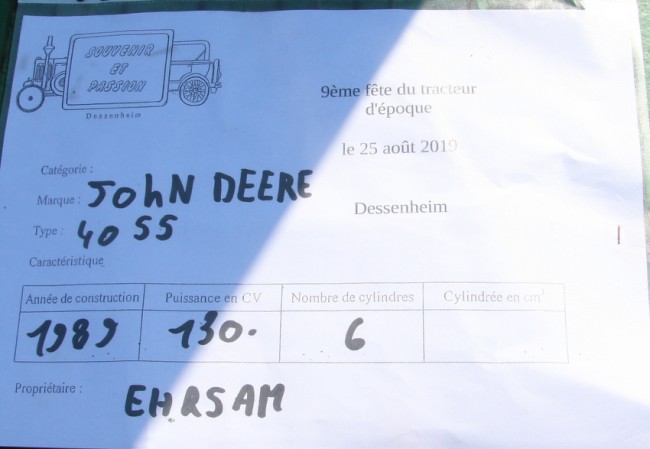 SOUVENIR
ET
PASSION
Dessenheim
9ème fête du tracteur
d'époque
le 25 août 2019
Dessenheim
Catégorie :
Marque : JOhN DEERE
Type : 40 55
Caractéristique
Année de construction Puissance en CV Nombre de cylindres Cylindrée en cm³
1989 130. 6
Propriétaire : EHRSAM